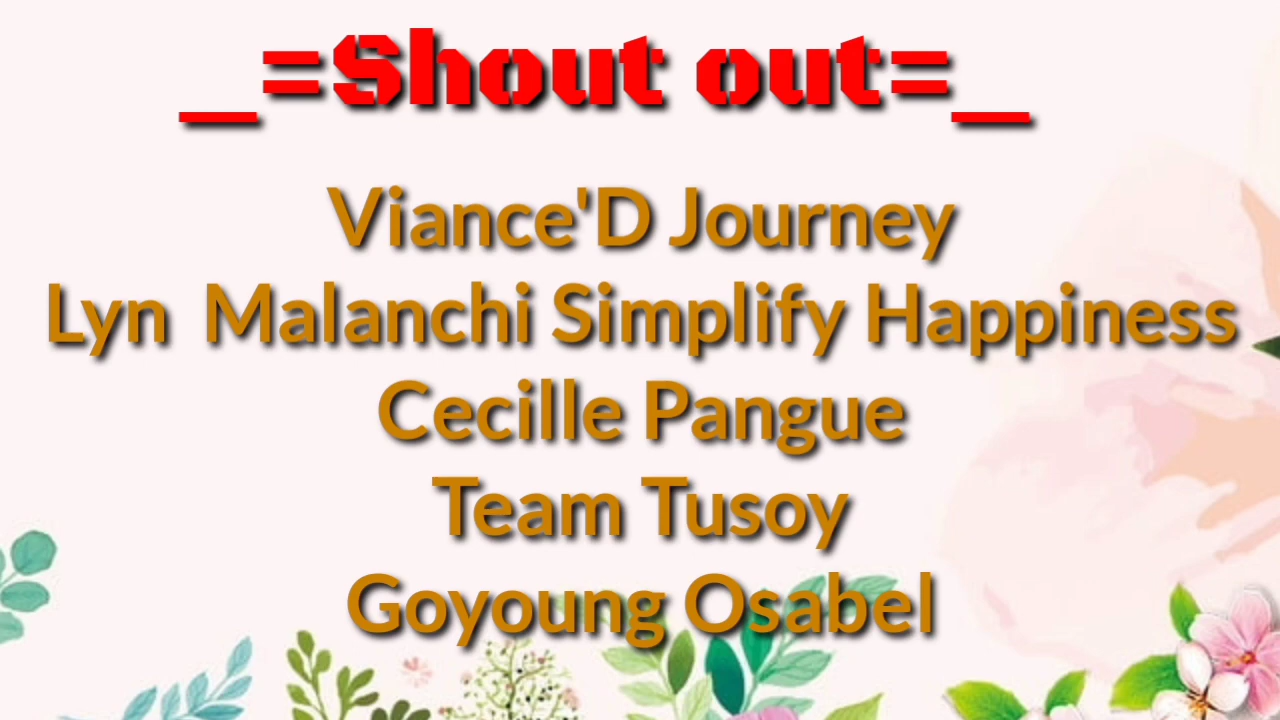 _=Shout out=_
Viance'D Journey
Lyn  Malanchi Simplify Happiness
Cecille Pangue
Team Tusoy
Goyoung Osabel